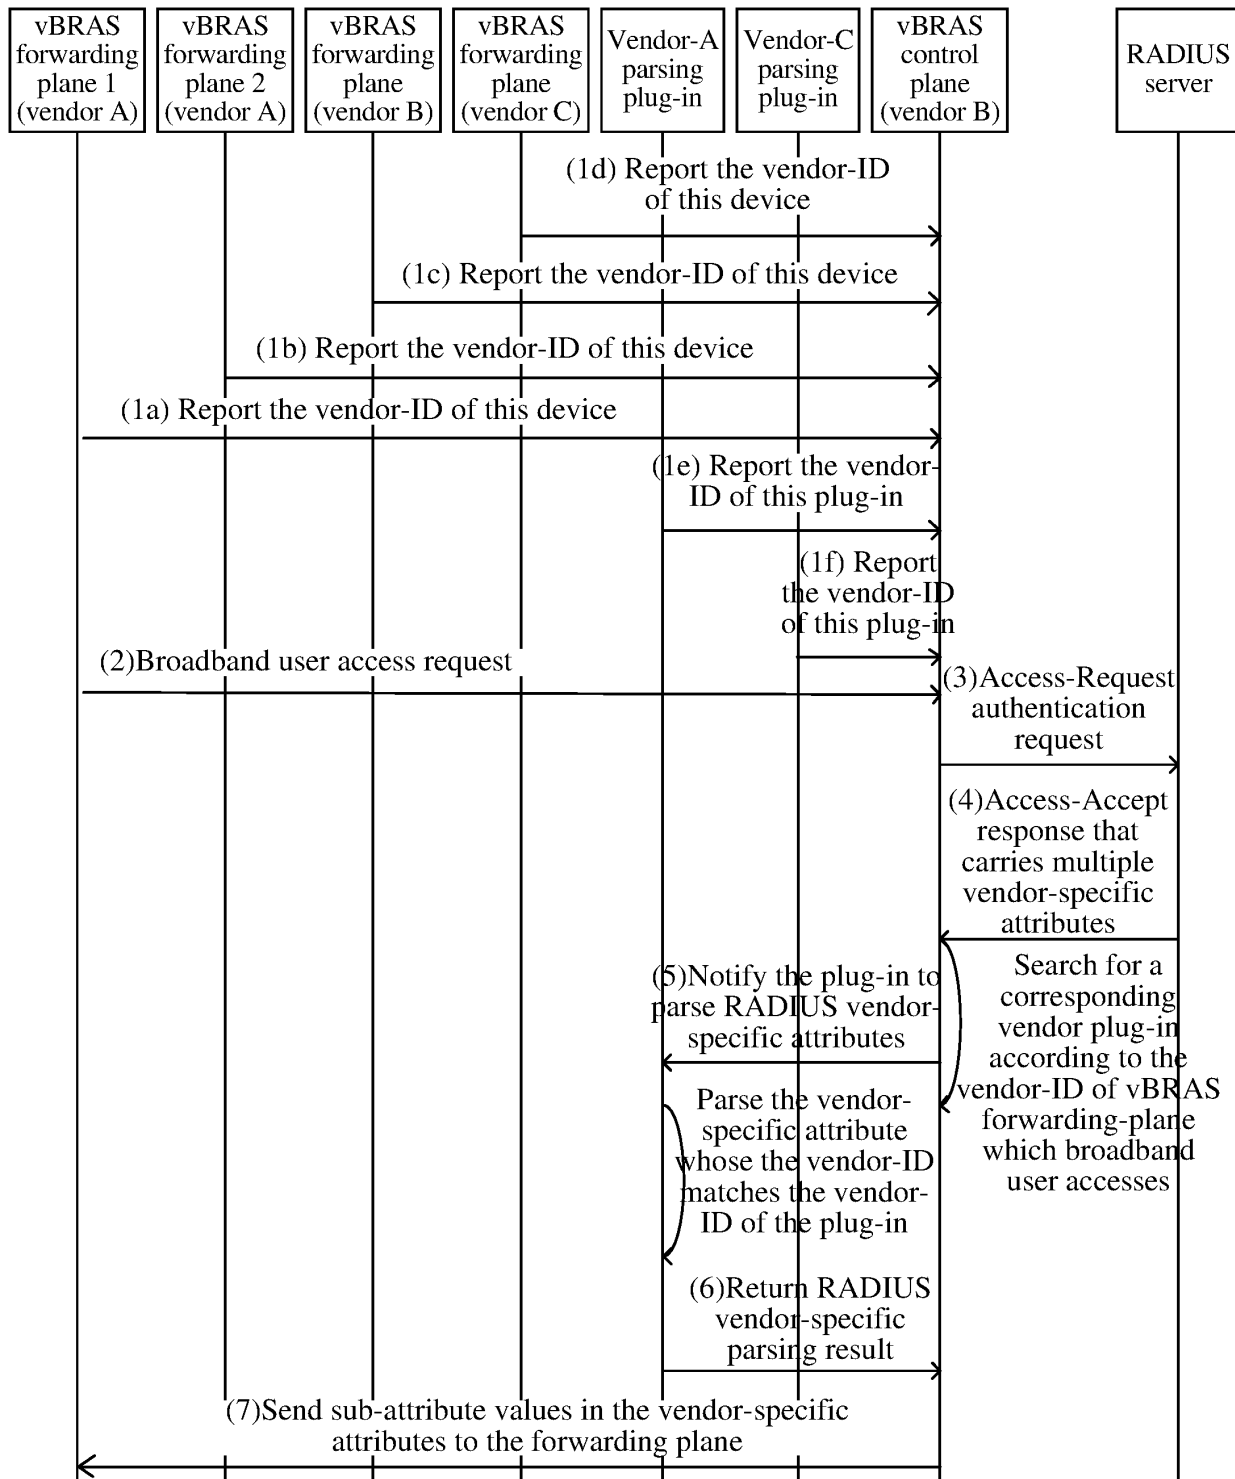 vBRAS
forwarding
plane 1
(vendor A)
vBRAS
forwarding
plane 2
(vendor A)
vBRAS
forwarding
plane
(vendor B)
vBRAS
forwarding
plane
(vendor C)
Vendor-A
parsing
plug-in
Vendor-C
parsing
plug-in
vBRAS
control
plane
(vendor B)
RADIUS
server
(1d) Report the vendor-ID
of this device
(1c) Report the vendor-ID of this device
(1b) Report the vendor-ID of this device
(1a) Report the vendor-ID of this device
(1e) Report the vendor-
ID of this plug-in
(1f) Report
the vendor-ID
of this plug-in
(2)Broadband user access request
(3)Access-Request
authentication
request
(4)Access-Accept
response that
carries multiple
vendor-specific
attributes
Search for a
corresponding
vendor plug-in
according to the
vendor-ID of vBRAS
forwarding-plane
which broadband
user accesses
(5)Notify the plug-in to
parse RADIUS vendor-
specific attributes
Parse the vendor-
specific attribute
whose the vendor-ID
matches the vendor-
ID of the plug-in
(6)Return RADIUS
vendor-specific
parsing result
(7)Send sub-attribute values in the vendor-specific
attributes to the forwarding plane